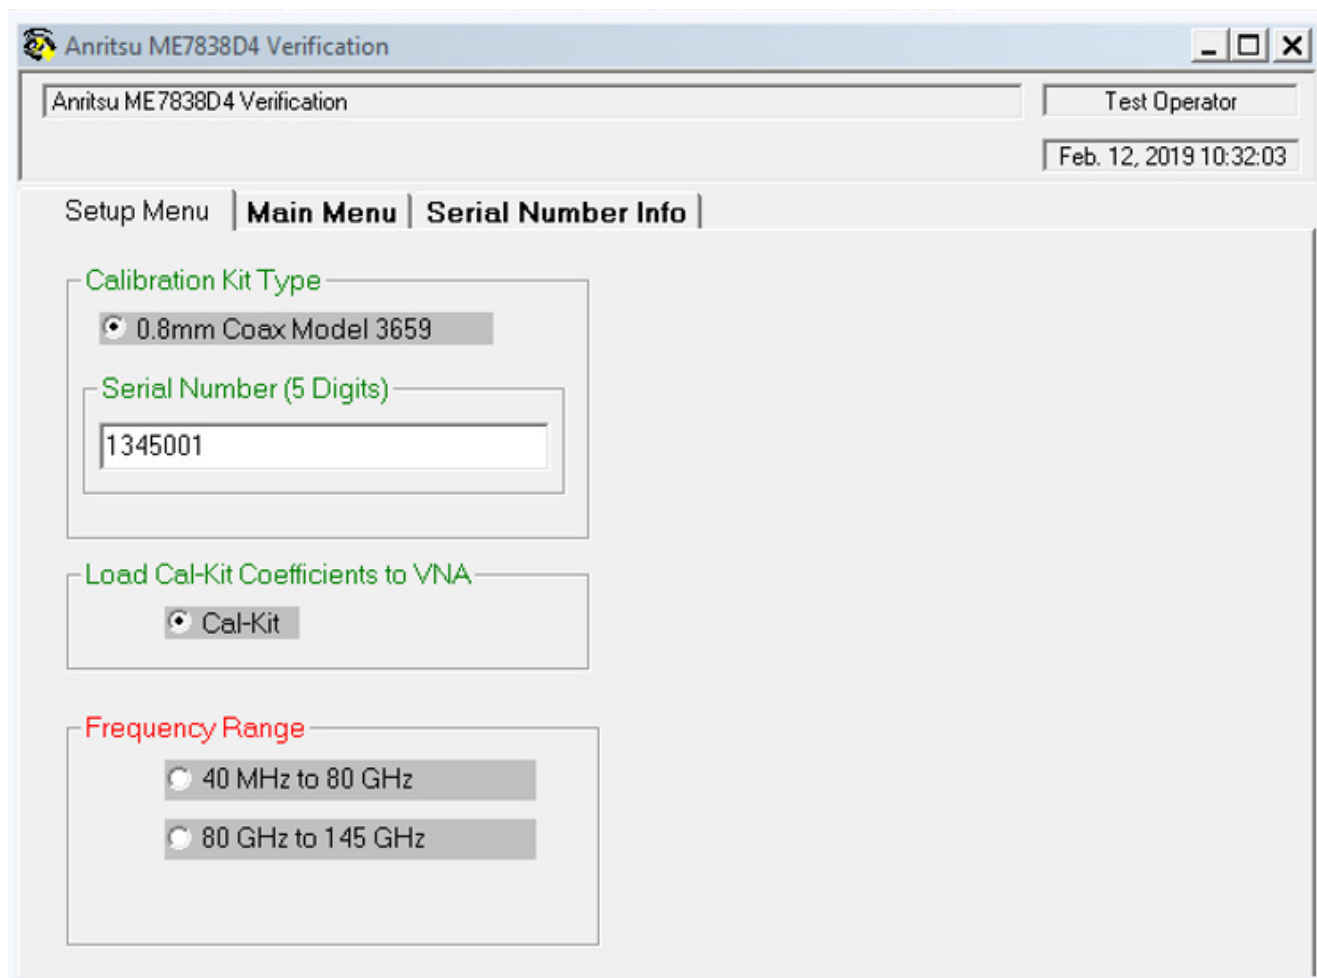 Anritsu ME7838D4 Verification
Anritsu ME7838D4 Verification
Test Operator
Feb. 12, 2019 10:32:03
Setup Menu
Main Menu
Serial Number Info
Calibration Kit Type
0.8mm Coax Model 3659
Serial Number (5 Digits)
1345001
Load Cal-Kit Coefficients to VNA
Cal-Kit
Frequency Range
40 MHz to 80 GHz
80 GHz to 145 GHz